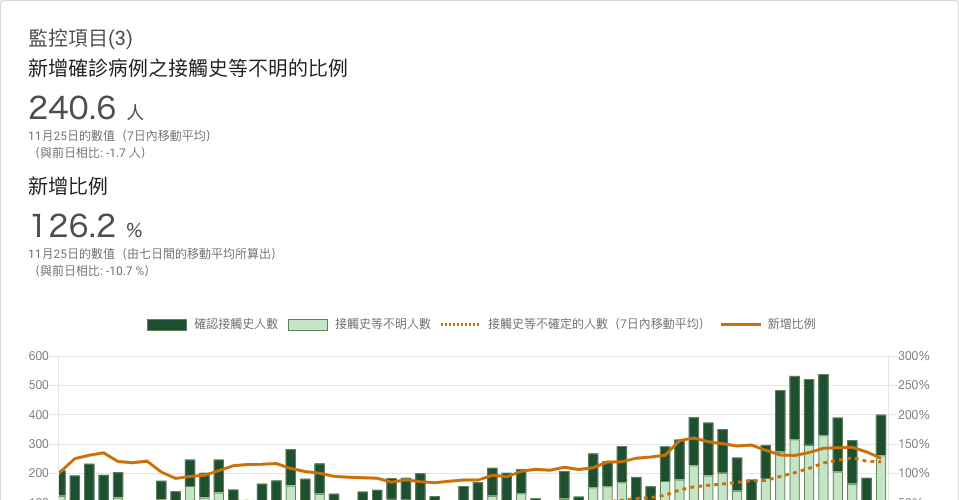 監控項目(3)
新增確診病例之接觸史等不明的比例
240.6 人
11月25日的數值（7日內移動平均）
（與前日相比: -1.7 人）
新增比例
126.2 %
11月25日的數值（由七日間的移動平均所算出）
（與前日相比: -10.7 %）
確認接觸史人數 接觸史等不明人數 接觸史等不確定的人數（7日內移動平均） 新增比例
600 300%
500 250%
400 200%
300 150%
200 100%
100 50%